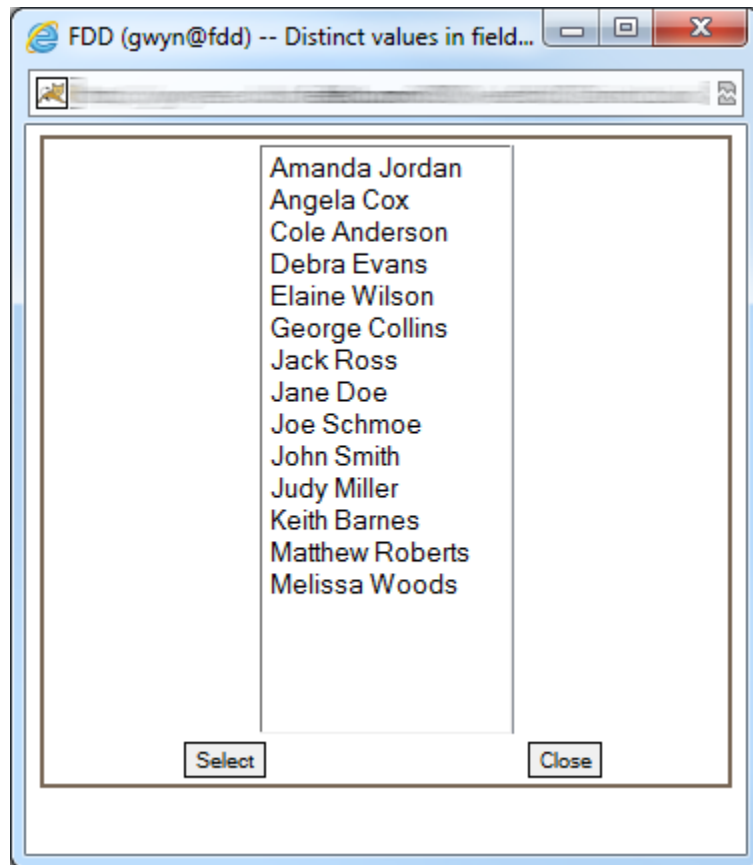 FDD (gwyn@fdd) -- Distinct values in field...
Amanda Jordan
Angela Cox
Cole Anderson
Debra Evans
Elaine Wilson
George Collins
Jack Ross
Jane Doe
Joe Schmoe
John Smith
Judy Miller
Keith Barnes
Matthew Roberts
Melissa Woods
Select Close